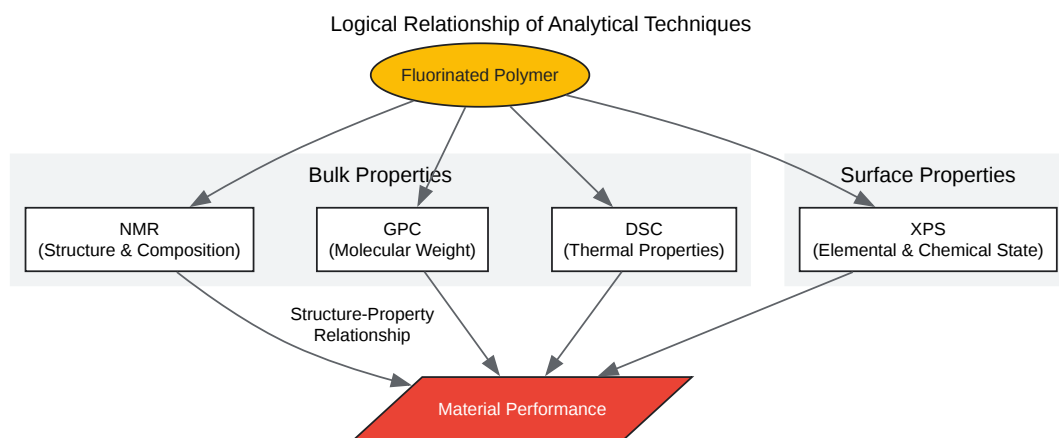 Logical Relationship of Analytical Techniques
Fluorinated Polymer
Bulk Properties
Surface Properties
NMR
(Structure & Composition)
GPC
(Molecular Weight)
DSC
(Thermal Properties)
XPS
(Elemental & Chemical State)
Structure-Property
Relationship
Material Performance